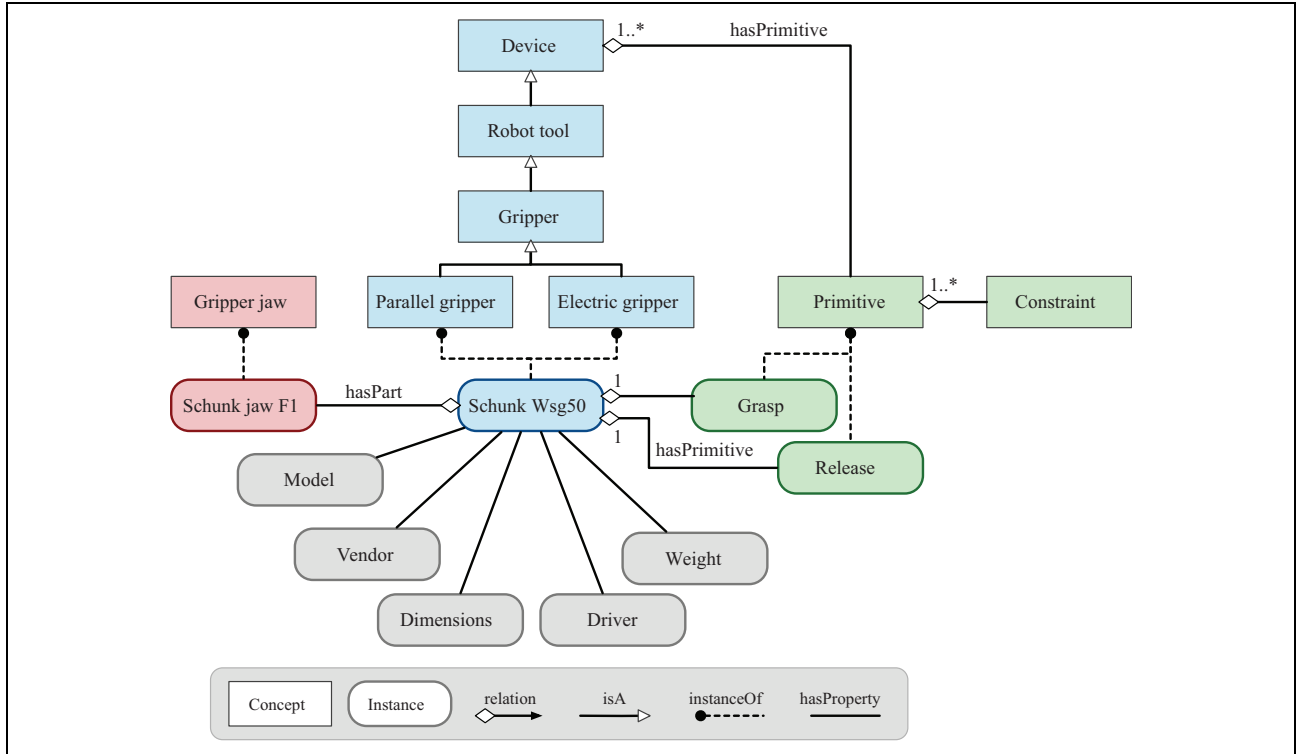 Device
1..*
hasPrimitive
Robot tool
Gripper
Gripper jaw
Parallel gripper
Electric gripper
Primitive
1..*
Constraint
Schunk jaw F1
hasPart
Schunk Wsg50
1
1
Grasp
hasPrimitive
Release
Model
Vendor
Weight
Dimensions
Driver
Concept
Instance
relation
isA
instanceOf
hasProperty